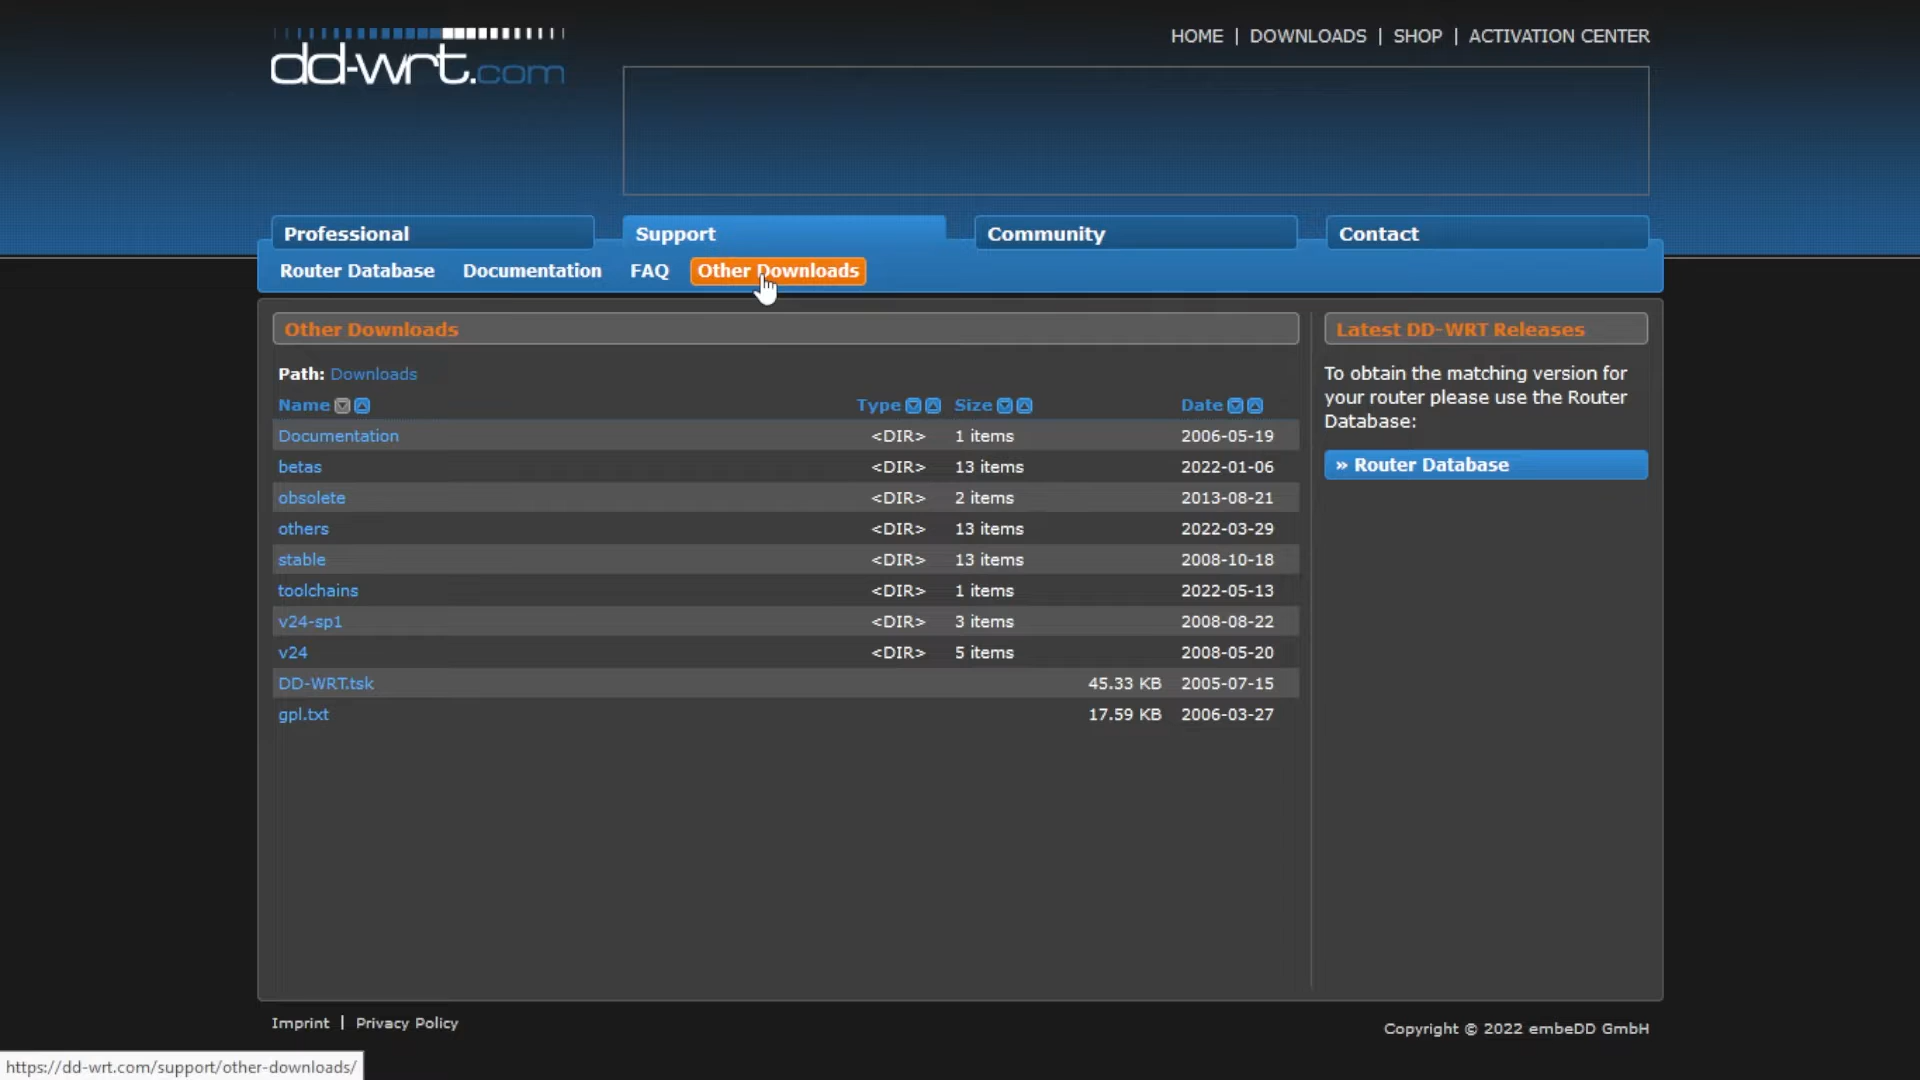 dd-wrt.com
HOME | DOWNLOADS | SHOP | ACTIVATION CENTER
Professional Support Community Contact
Router Database Documentation FAQ Other Downloads
Other Downloads
Path: Downloads
Name Type Size Date
Documentation <DIR> 1 items 2006-05-19
betas <DIR> 13 items 2022-01-06
obsolete <DIR> 2 items 2013-08-21
others <DIR> 13 items 2022-03-29
stable <DIR> 13 items 2008-10-18
toolchains <DIR> 1 items 2022-05-13
v24-sp1 <DIR> 3 items 2008-08-22
v24 <DIR> 5 items 2008-05-20
DD-WRT.tsk 45.33 KB 2005-07-15
gpl.txt 17.59 KB 2006-03-27
Latest DD-WRT Releases
To obtain the matching version for
your router please use the Router
Database:
» Router Database
Imprint | Privacy Policy
Copyright © 2022 embeDD GmbH
https://dd-wrt.com/support/other-downloads/